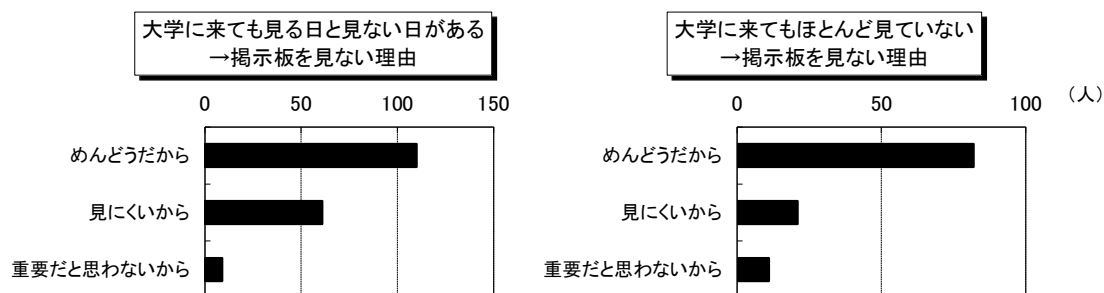 大学に来ても見る日と見ない日がある
→掲示板を見ない理由
0 50 100 150
めんどうだから
見にくいから
重要だと思わないから
大学に来てもほとんど見ていない
→掲示板を見ない理由
0 50 100 （人）
めんどうだから
見にくいから
重要だと思わないから